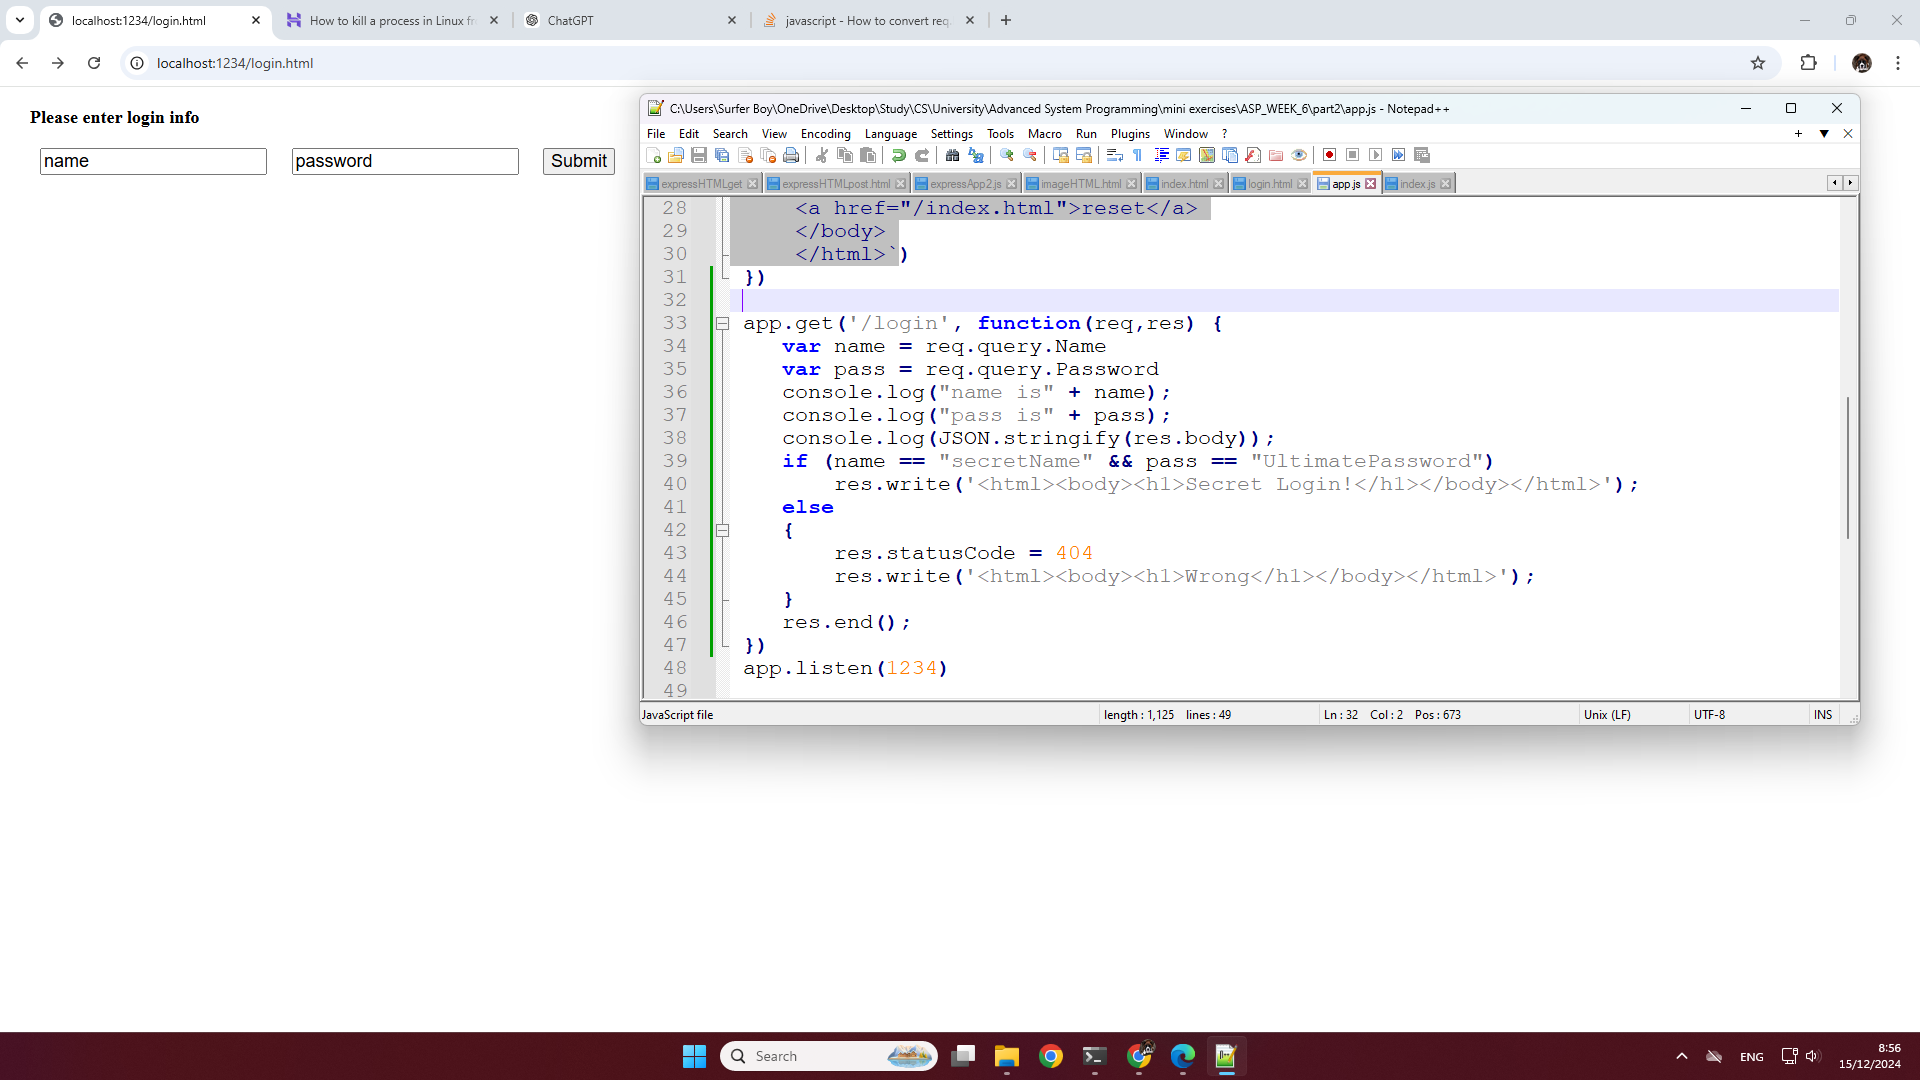 localhost:1234/login.html
How to kill a process in Linux fr
ChatGPT
javascript - How to convert req
localhost:1234/login.html
Please enter login info
name
password
Submit
C:\Users\Surfer Boy\OneDrive\Desktop\Study\CS\University\Advanced System Programming\mini exercises\ASP_WEEK_6\part2\app.js - Notepad++
File Edit Search View Encoding Language Settings Tools Macro Run Plugins Window ?
expressHTMLget expressHTMLpost.html expressApp2.js imageHTML.html index.html login.html app.js index.js
28 <a href="/index.html">reset</a>
29 </body>
30 </html>`)
31 })
32
33 app.get('/login', function(req,res) {
34 var name = req.query.Name
35 var pass = req.query.Password
36 console.log("name is" + name);
37 console.log("pass is" + pass);
38 console.log(JSON.stringify(res.body));
39 if (name == "secretName" && pass == "UltimatePassword")
40 res.write('<html><body><h1>Secret Login!</h1></body></html>');
41 else
42 {
43 res.statusCode = 404
44 res.write('<html><body><h1>Wrong</h1></body></html>');
45 }
46 res.end();
47 })
48 app.listen(1234)
49
JavaScript file length : 1,125 lines : 49 Ln : 32 Col : 2 Pos : 673 Unix (LF) UTF-8 INS
Search
ENG
8:56
15/12/2024